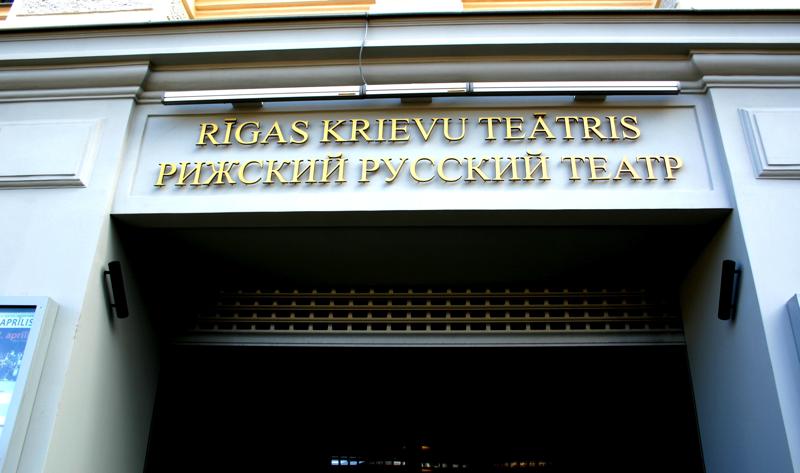 RĪGAS KRIEVU TEĀTRIS
РИЖСКИЙ РУССКИЙ ТЕАТР
APRĪLIS